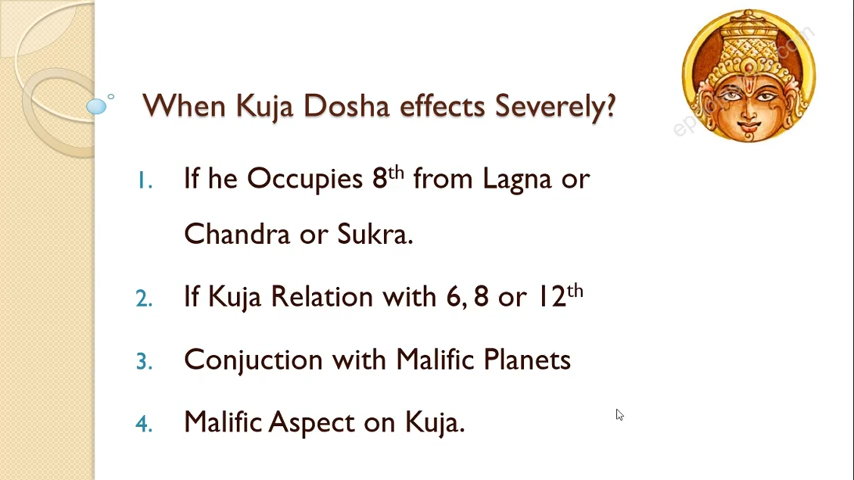 When Kuja Dosha effects Severely?
1. If he Occupies 8th from Lagna or
Chandra or Sukra.
2. If Kuja Relation with 6, 8 or 12th
3. Conjuction with Malific Planets
4. Malific Aspect on Kuja.